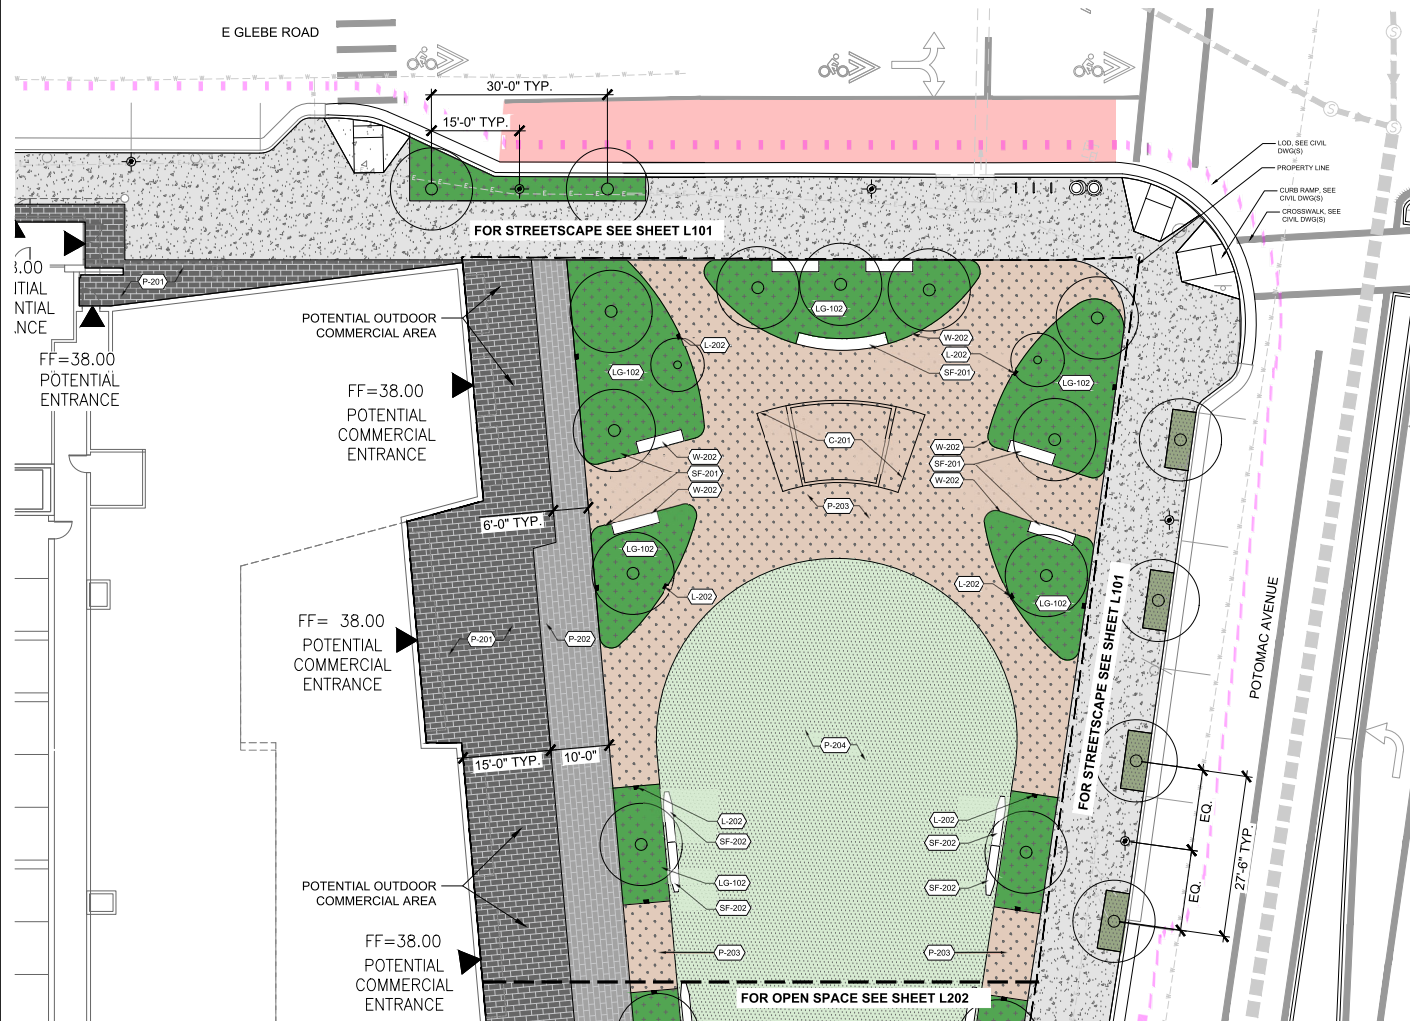 E GLEBE ROAD
30'-0" TYP.
15'-0" TYP.
LOD, SEE CIVIL
DWG(S)
PROPERTY LINE
CURB RAMP, SEE
CIVIL DWG(S)
CROSSWALK, SEE
CIVIL DWG(S)
FOR STREETSCAPE SEE SHEET L101
P-201
FF=38.00
POTENTIAL
ENTRANCE
POTENTIAL OUTDOOR
COMMERCIAL AREA
LG-102
W-202
L-202
SF-201
L-202
LG-102
LG-102
FF=38.00
POTENTIAL
COMMERCIAL
ENTRANCE
C-201
W-202
SF-201
W-202
W-202
SF-201
W-202
P-203
6'-0" TYP.
LG-102
L-202
L-202
LG-102
FF= 38.00
POTENTIAL
COMMERCIAL
ENTRANCE
P-201
P-202
FOR STREETSCAPE SEE SHEET L101
POTOMAC AVENUE
P-204
15'-0" TYP.
10'-0"
L-202
SF-202
LG-102
SF-202
L-202
SF-202
SF-202
EQ.
EQ.
27'-6" TYP.
POTENTIAL OUTDOOR
COMMERCIAL AREA
FF=38.00
POTENTIAL
COMMERCIAL
ENTRANCE
P-203
P-203
FOR OPEN SPACE SEE SHEET L202